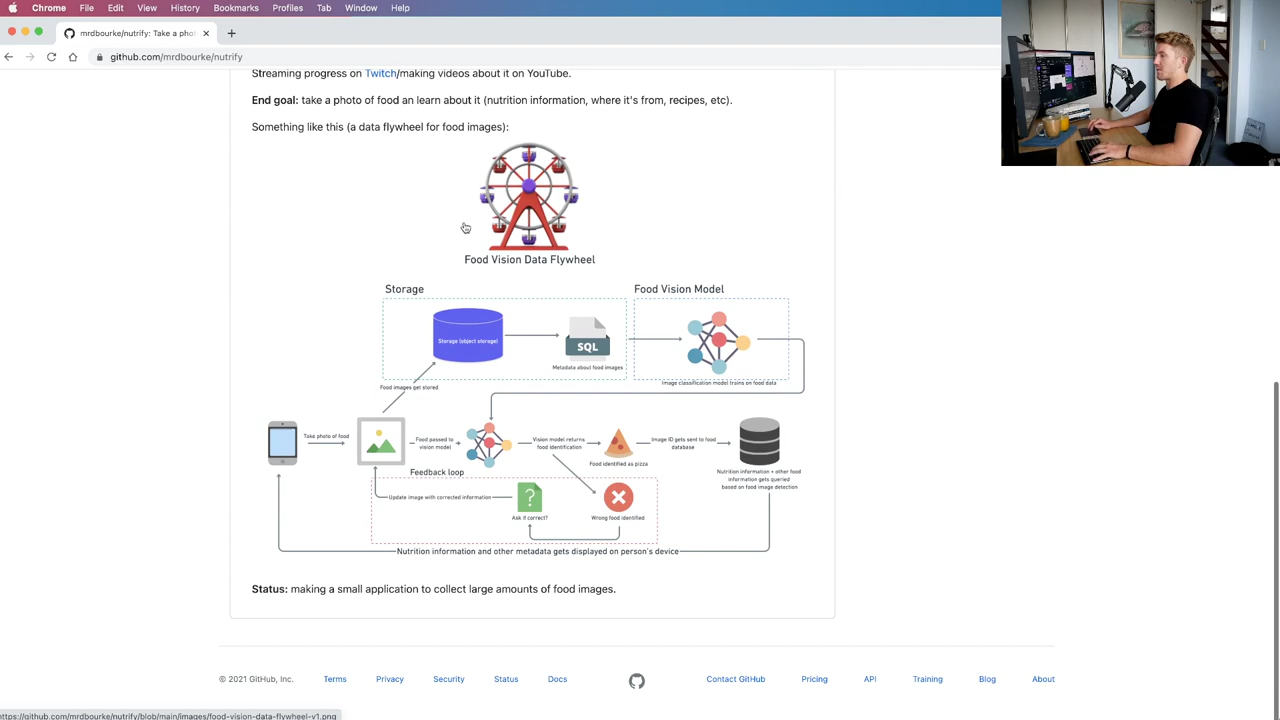 Chrome File Edit View History Bookmarks Profiles Tab Window Help
mrdbourke/nutrify: Take a phot
github.com/mrdbourke/nutrify
Streaming progress on Twitch/making videos about it on YouTube.
End goal: take a photo of food an learn about it (nutrition information, where it's from, recipes, etc).
Something like this (a data flywheel for food images):
Food Vision Data Flywheel
Storage
Food Vision Model
Storage (object storage)
SQL
Metadata about food images
Image classification model trains on food data
Food images get stored
Take photo of food
Food passed to
vision model
Vision model returns
food identification
Food identified as pizza
Image ID gets sent to food
database
Nutrition information + other food
information gets queried
based on food image detection
Feedback loop
Update image with corrected information
Ask if correct?
Wrong food identified
Nutrition information and other metadata gets displayed on person's device
Status: making a small application to collect large amounts of food images.
© 2021 GitHub, Inc. Terms Privacy Security Status Docs Contact GitHub Pricing API Training Blog About
https://github.com/mrdbourke/nutrify/blob/main/images/food-vision-data-flywheel-v1.png